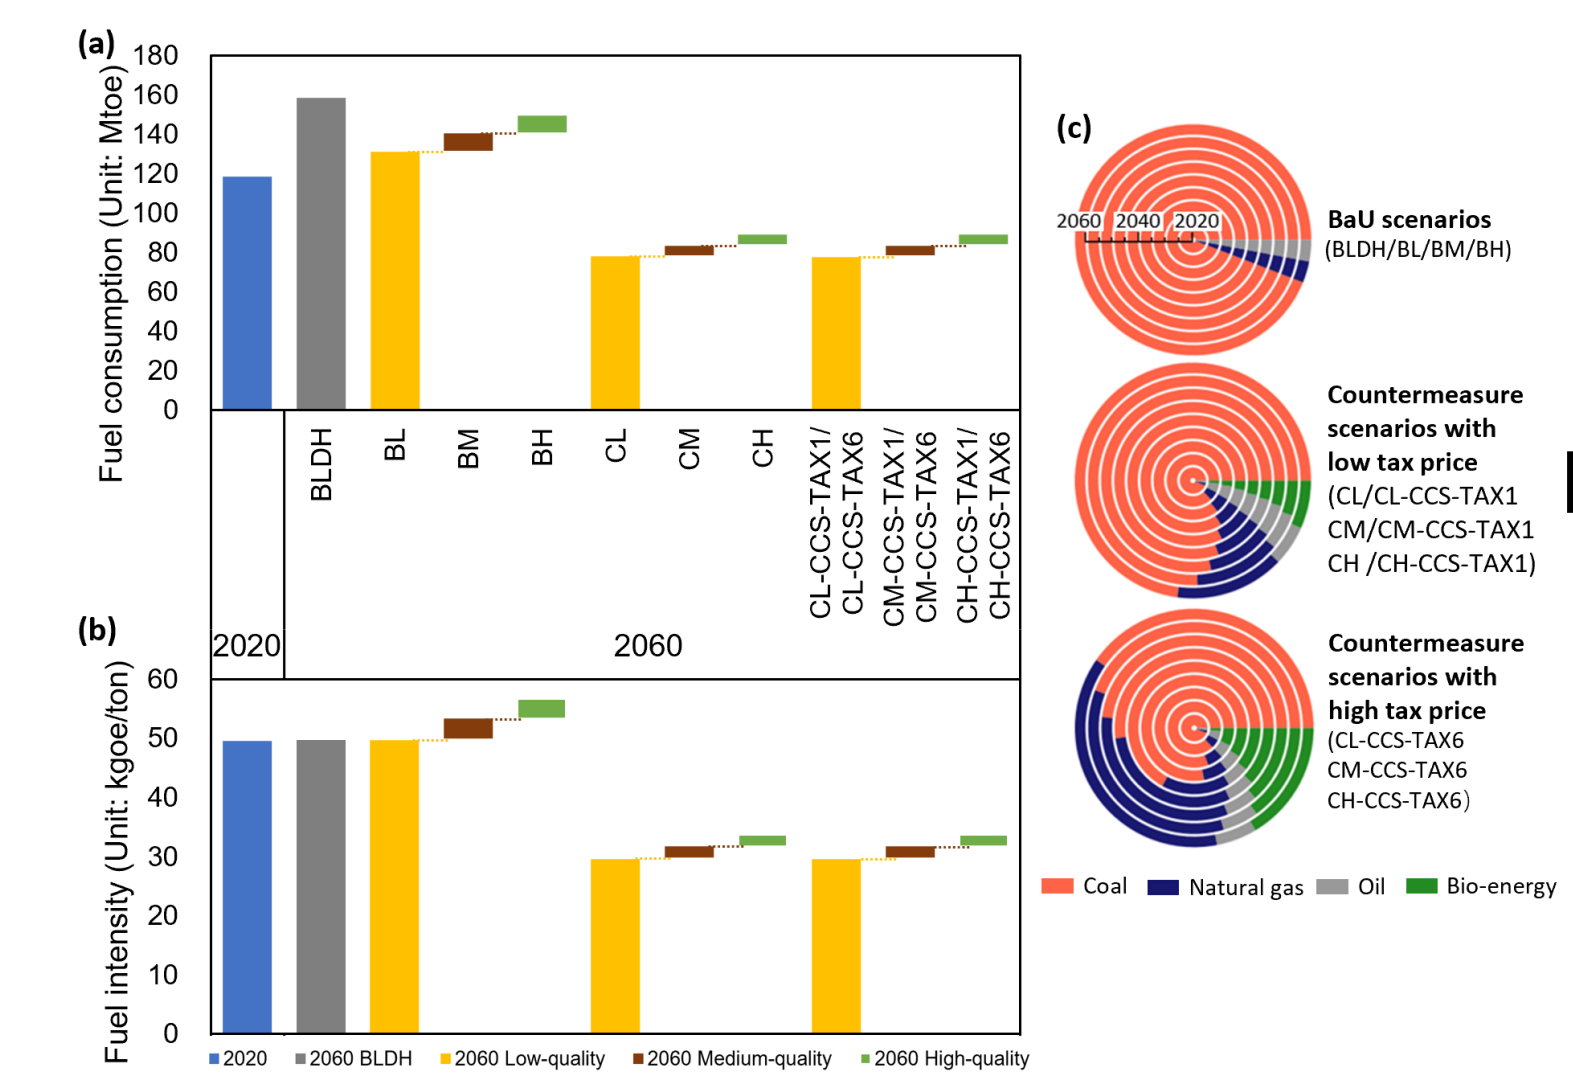 (a)
Fuel consumption (Unit: Mtoe)
180
160
140
120
100
80
60
40
20
0
BLDH
BL
BM
BH
CL
CM
CH
CL-CCS-TAX1/
CL-CCS-TAX6
CM-CCS-TAX1/
CM-CCS-TAX6
CH-CCS-TAX1/
CH-CCS-TAX6
2020
2060
(b)
Fuel intensity (Unit: kgoe/ton)
60
50
40
30
20
10
0
2020
2060 BLDH
2060 Low-quality
2060 Medium-quality
2060 High-quality
(c)
2060 2040 2020
BaU scenarios
(BLDH/BL/BM/BH)
Countermeasure
scenarios with
low tax price
(CL/CL-CCS-TAX1
CM/CM-CCS-TAX1
CH /CH-CCS-TAX1)
Countermeasure
scenarios with
high tax price
(CL-CCS-TAX6
CM-CCS-TAX6
CH-CCS-TAX6)
Coal
Natural gas
Oil
Bio-energy